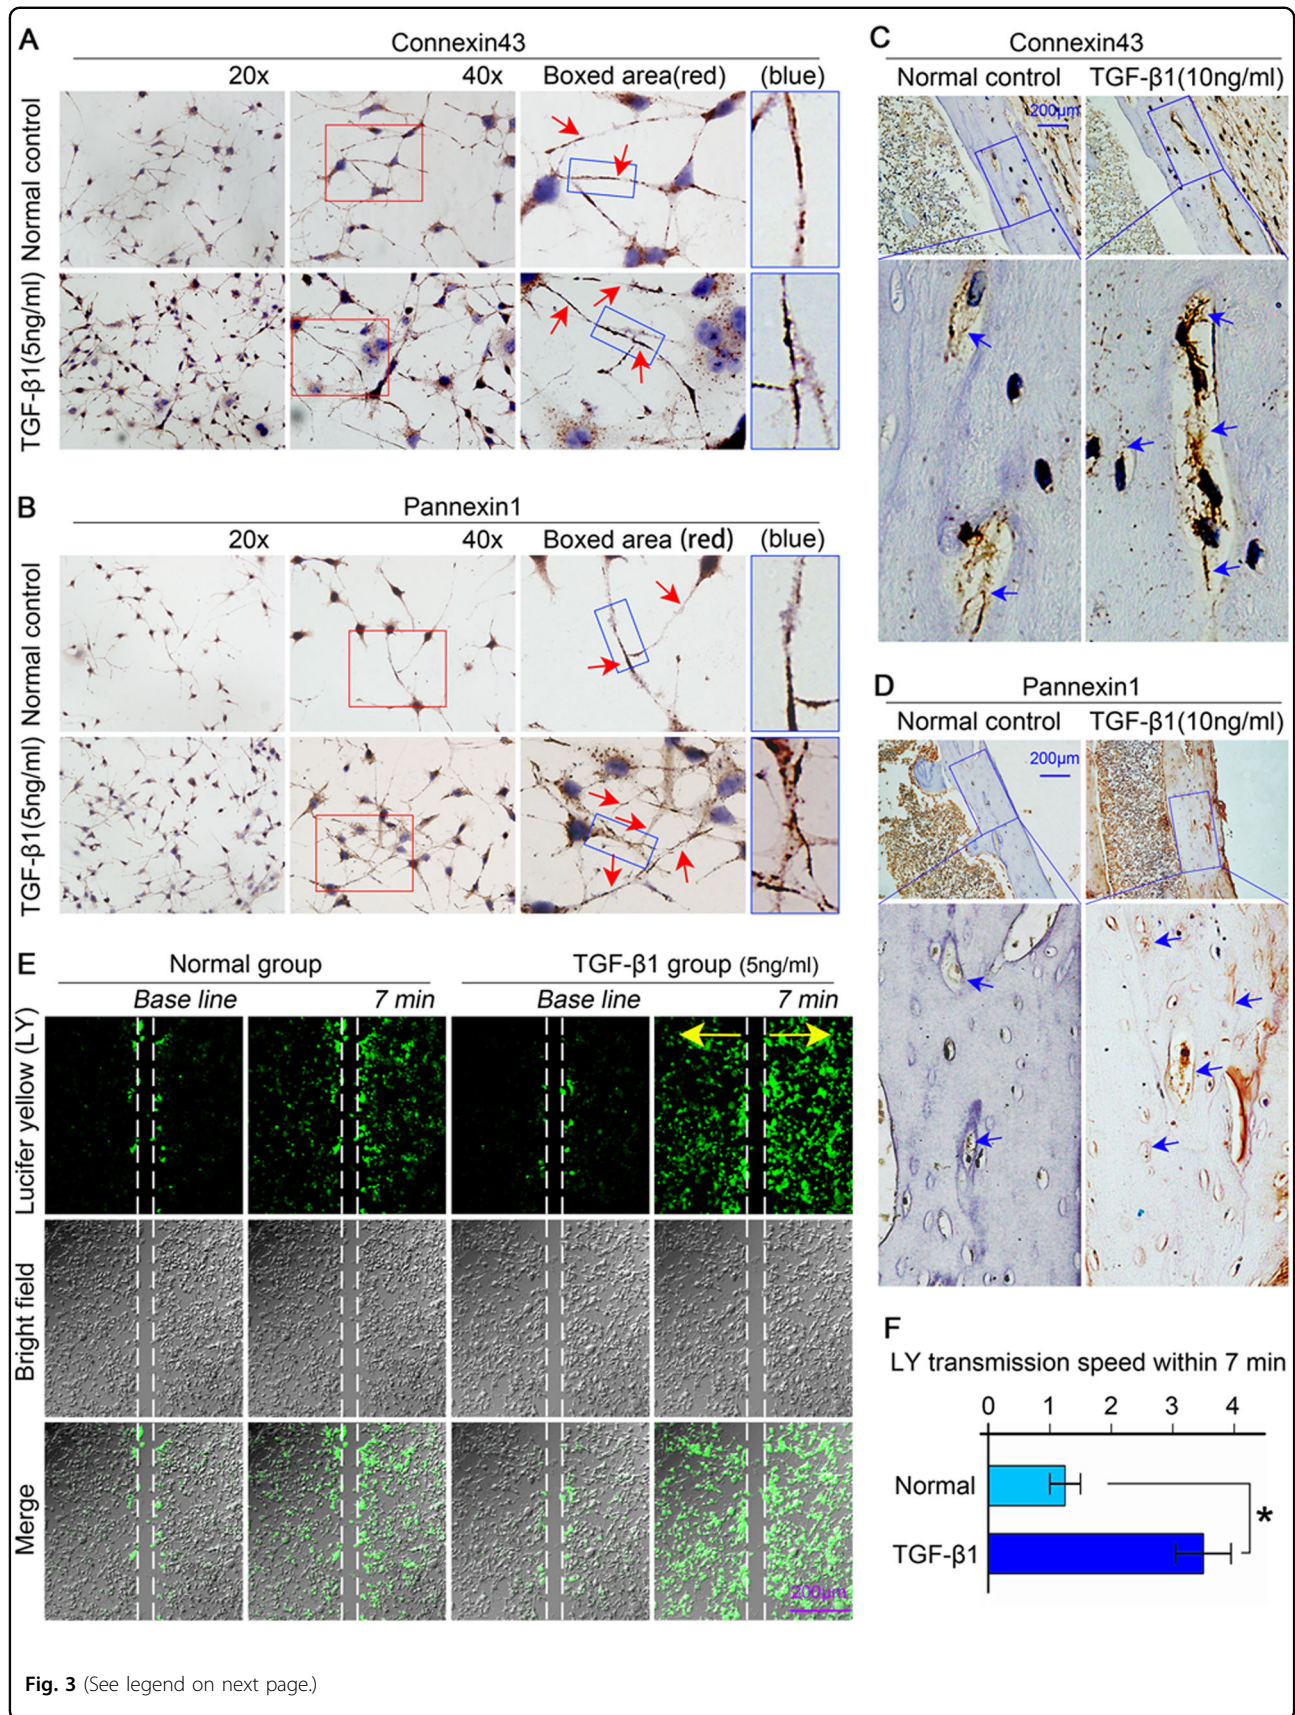 A
Connexin43
20x 40x Boxed area(red) (blue)
Normal control
TGF-β1(5ng/ml)
B
Pannexin1
20x 40x Boxed area (red) (blue)
Normal control
TGF-β1(5ng/ml)
C
Connexin43
Normal control TGF-β1(10ng/ml)
200μm
D
Pannexin1
Normal control TGF-β1(10ng/ml)
200μm
E
Normal group TGF-β1 group (5ng/ml)
Base line 7 min Base line 7 min
Lucifer yellow (LY)
Bright field
Merge
200μm
F
LY transmission speed within 7 min
0 1 2 3 4
Normal
*
TGF-β1
Fig. 3 (See legend on next page.)